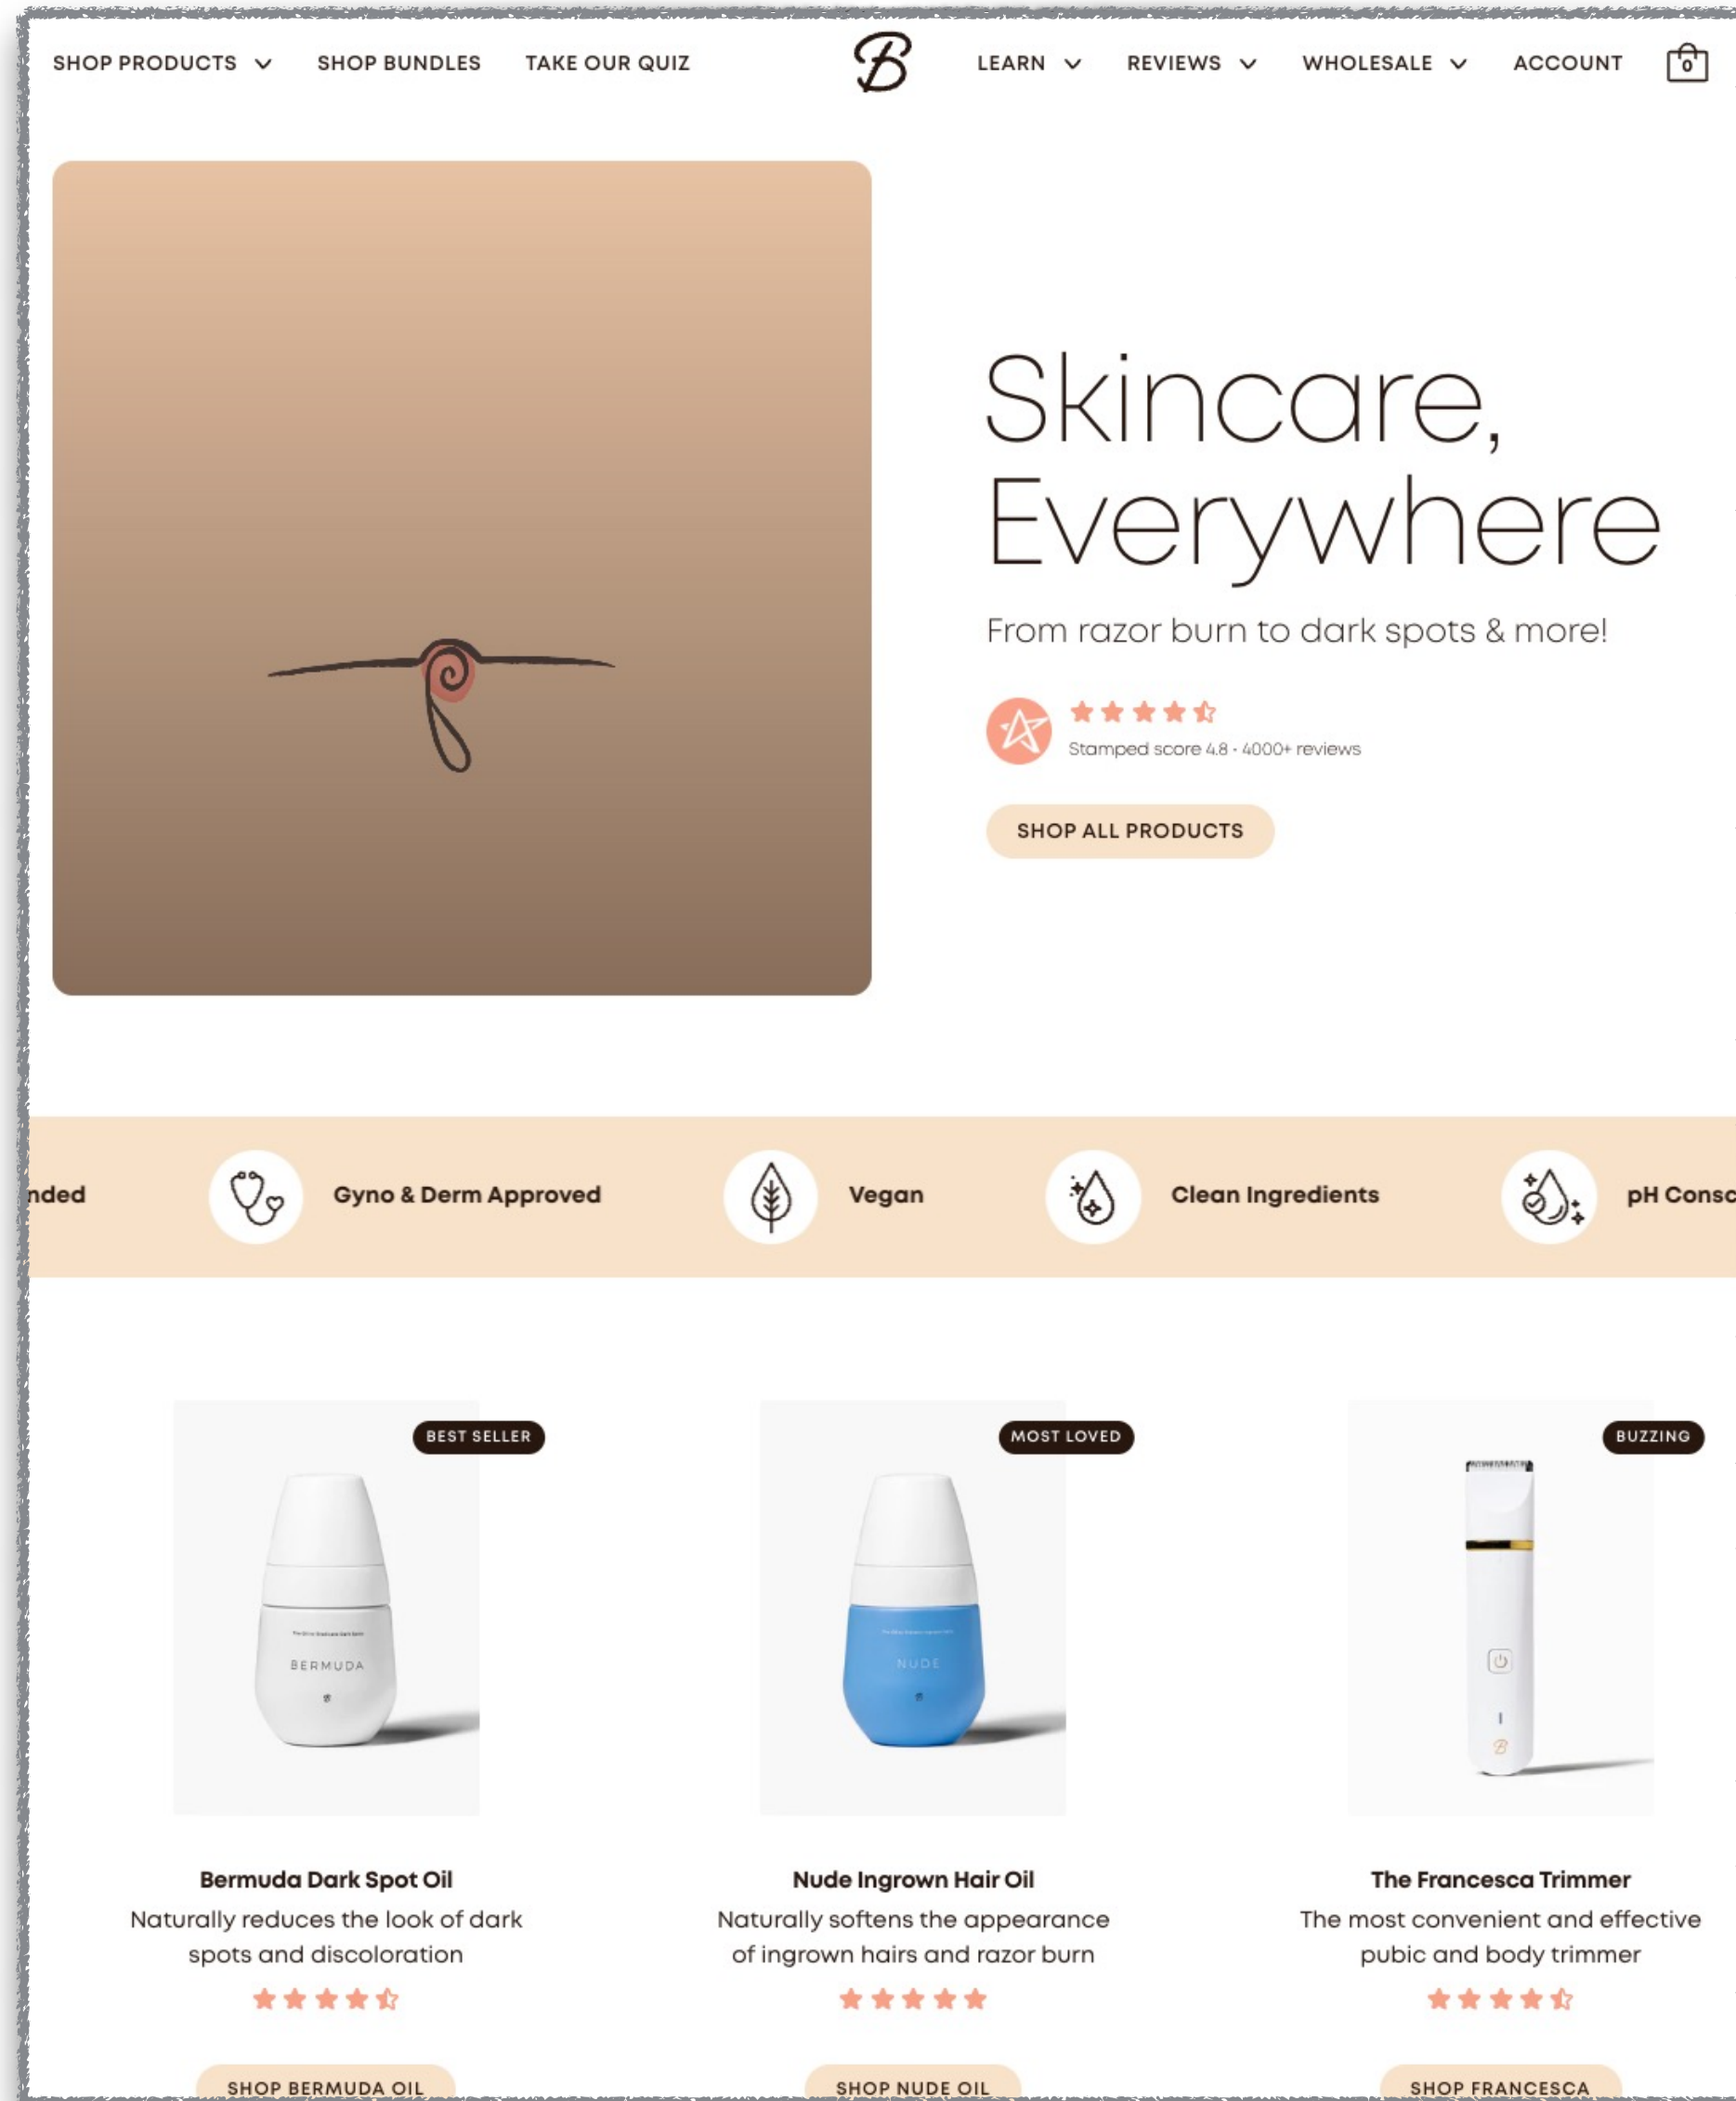 SHOP PRODUCTS
SHOP BUNDLES
TAKE OUR QUIZ
B
LEARN
REVIEWS
WHOLESALE
ACCOUNT
0
Skincare,
Everywhere
From razor burn to dark spots & more!
Stamped score 4.8 • 4000+ reviews
SHOP ALL PRODUCTS
nded
Gyno & Derm Approved
Vegan
Clean Ingredients
pH Consc
BEST SELLER
MOST LOVED
BUZZING
BERMUDA
B
NUDE
B
B
Bermuda Dark Spot Oil
Naturally reduces the look of dark
spots and discoloration
SHOP BERMUDA OIL
Nude Ingrown Hair Oil
Naturally softens the appearance
of ingrown hairs and razor burn
SHOP NUDE OIL
The Francesca Trimmer
The most convenient and effective
pubic and body trimmer
SHOP FRANCESCA